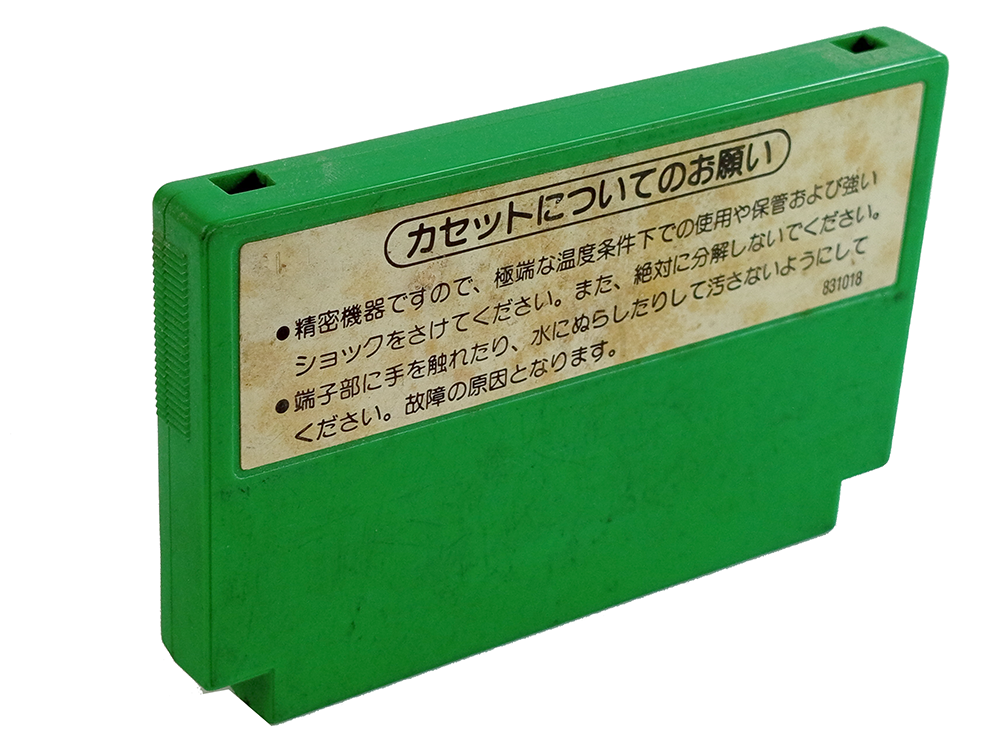 カセットについてのお願い
●精密機器ですので、極端な温度条件下での使用や保管および強い
ショックをさけてください。また、絶対に分解しないでください。
●端子部に手を触れたり、水にぬらしたりして汚さないようにして
ください。故障の原因となります。
831018